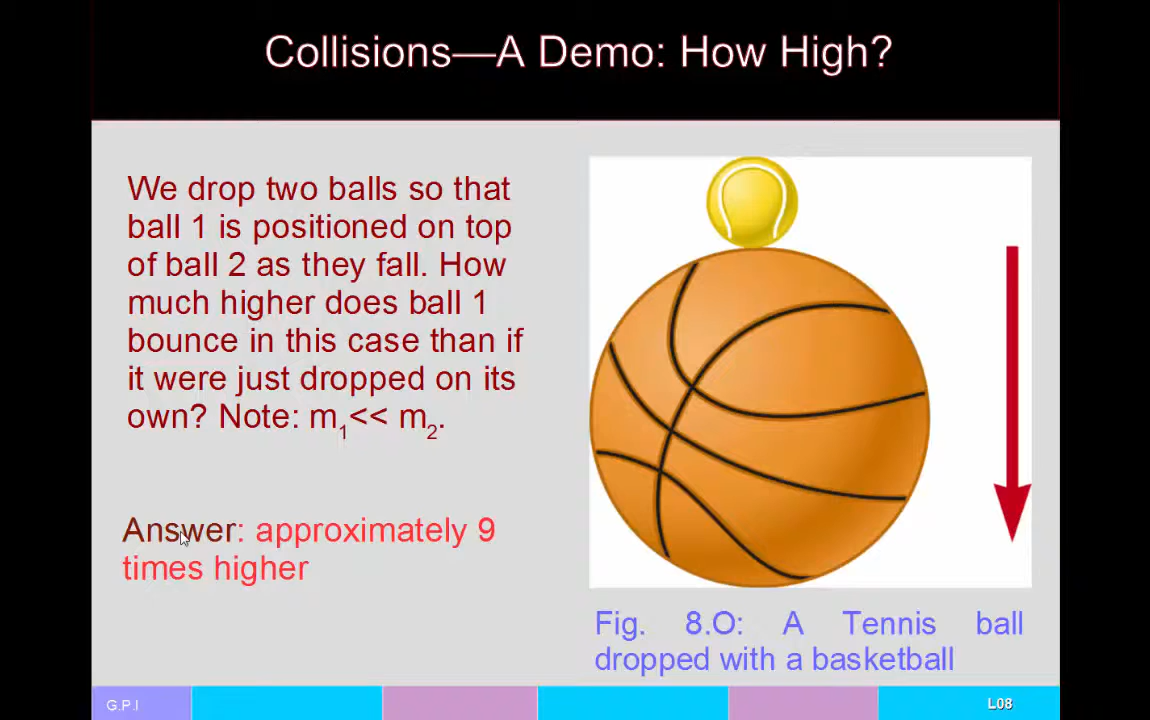 Collisions—A Demo: How High?
We drop two balls so that
ball 1 is positioned on top
of ball 2 as they fall. How
much higher does ball 1
bounce in this case than if
it were just dropped on its
own? Note: m₁<< m₂.
Answer: approximately 9
times higher
Fig. 8.O: A Tennis ball
dropped with a basketball
G.P.I
L08